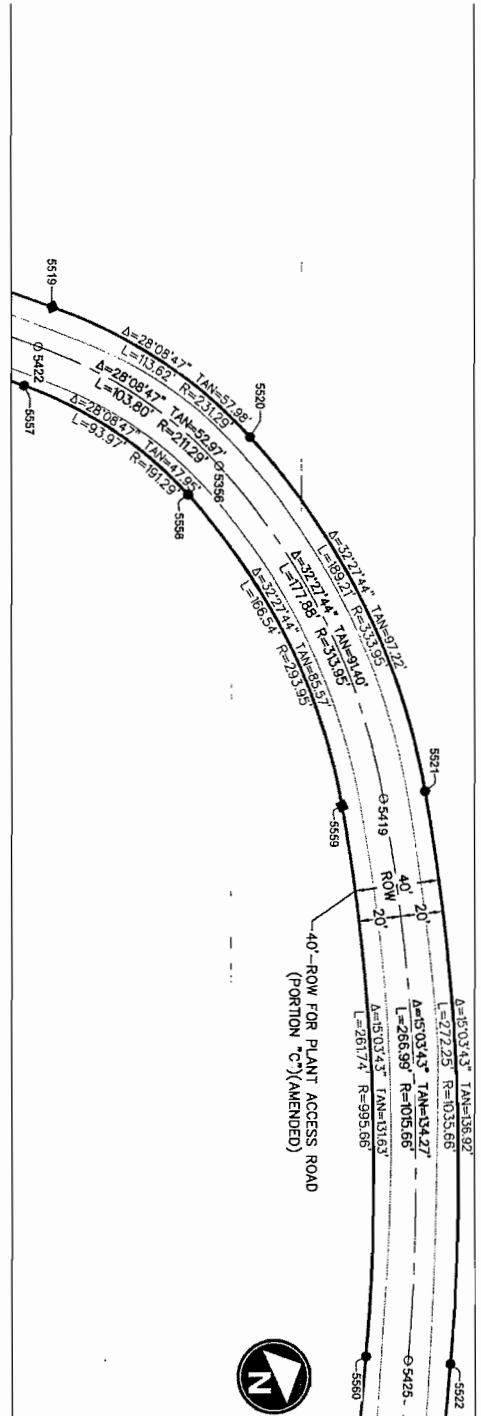 5519
5422
5557
Δ=28°08'47" TAN=57.98'
L=113.62' R=231.29'
Δ=28°08'47" TAN=52.97'
L=103.80' R=211.29'
Δ=28°08'47" TAN=47.95'
L=93.97' R=191.29'
5520
5356
5558
Δ=32°27'44" TAN=97.22'
L=189.21' R=333.95'
Δ=32°27'44" TAN=91.40'
L=177.88' R=313.95'
Δ=32°27'44" TAN=85.57'
L=166.54' R=293.95'
5521
5419
5559
40'
ROW
20'
20'
40'-ROW FOR PLANT ACCESS ROAD
(PORTION "C")(AMENDED)
Δ=15°03'43" TAN=136.92'
L=272.25' R=1035.66'
Δ=15°03'43" TAN=134.27'
L=266.99' R=1015.66'
Δ=15°03'43" TAN=131.63'
L=261.74' R=995.66'
5522
5425
5560
N